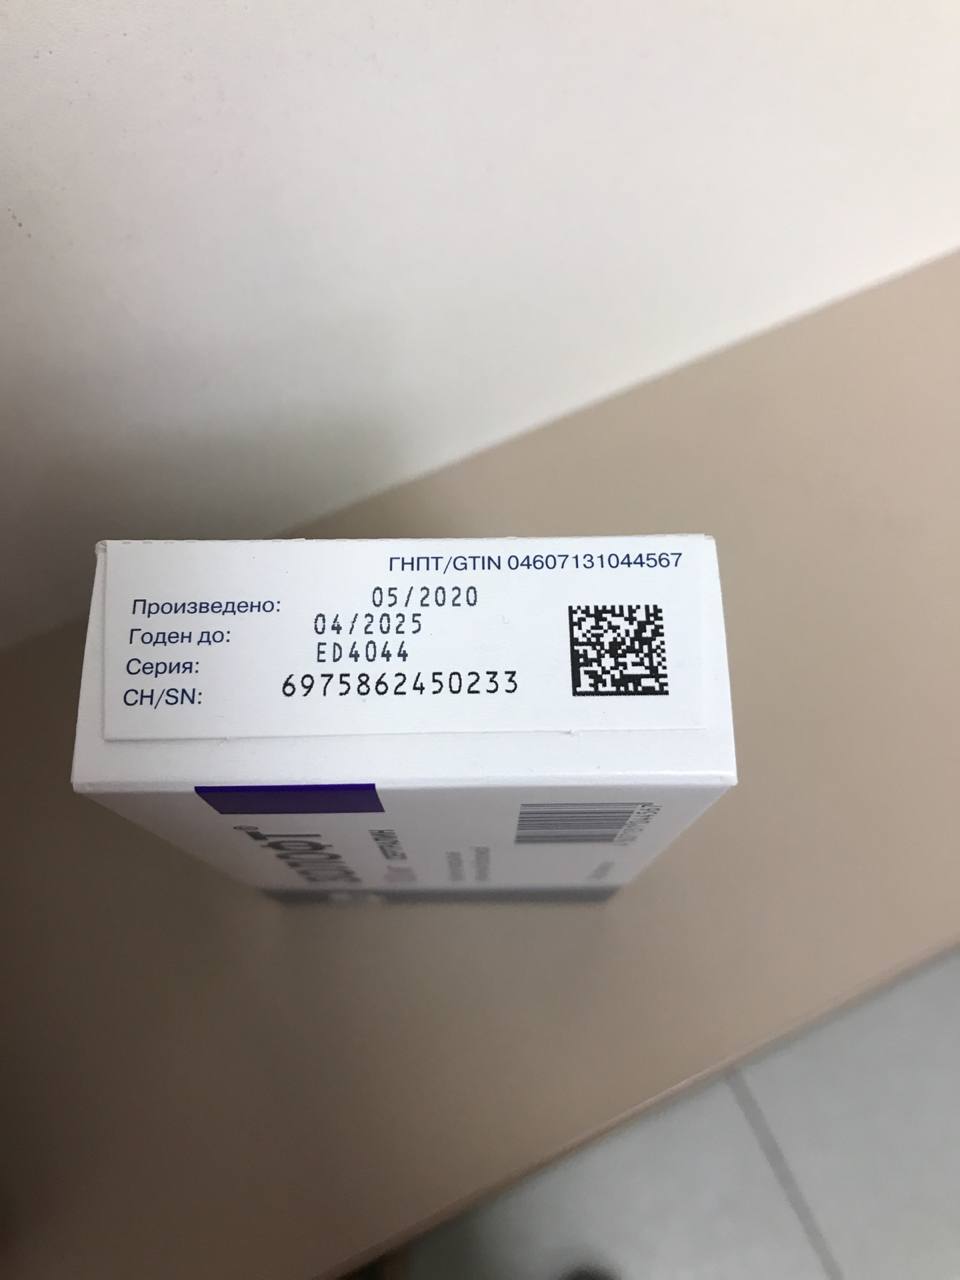 ГНПТ/GTIN 04607131044567
Произведено: 05/2020
Годен до: 04/2025
Серия: ED4044
СН/SN: 6975862450233